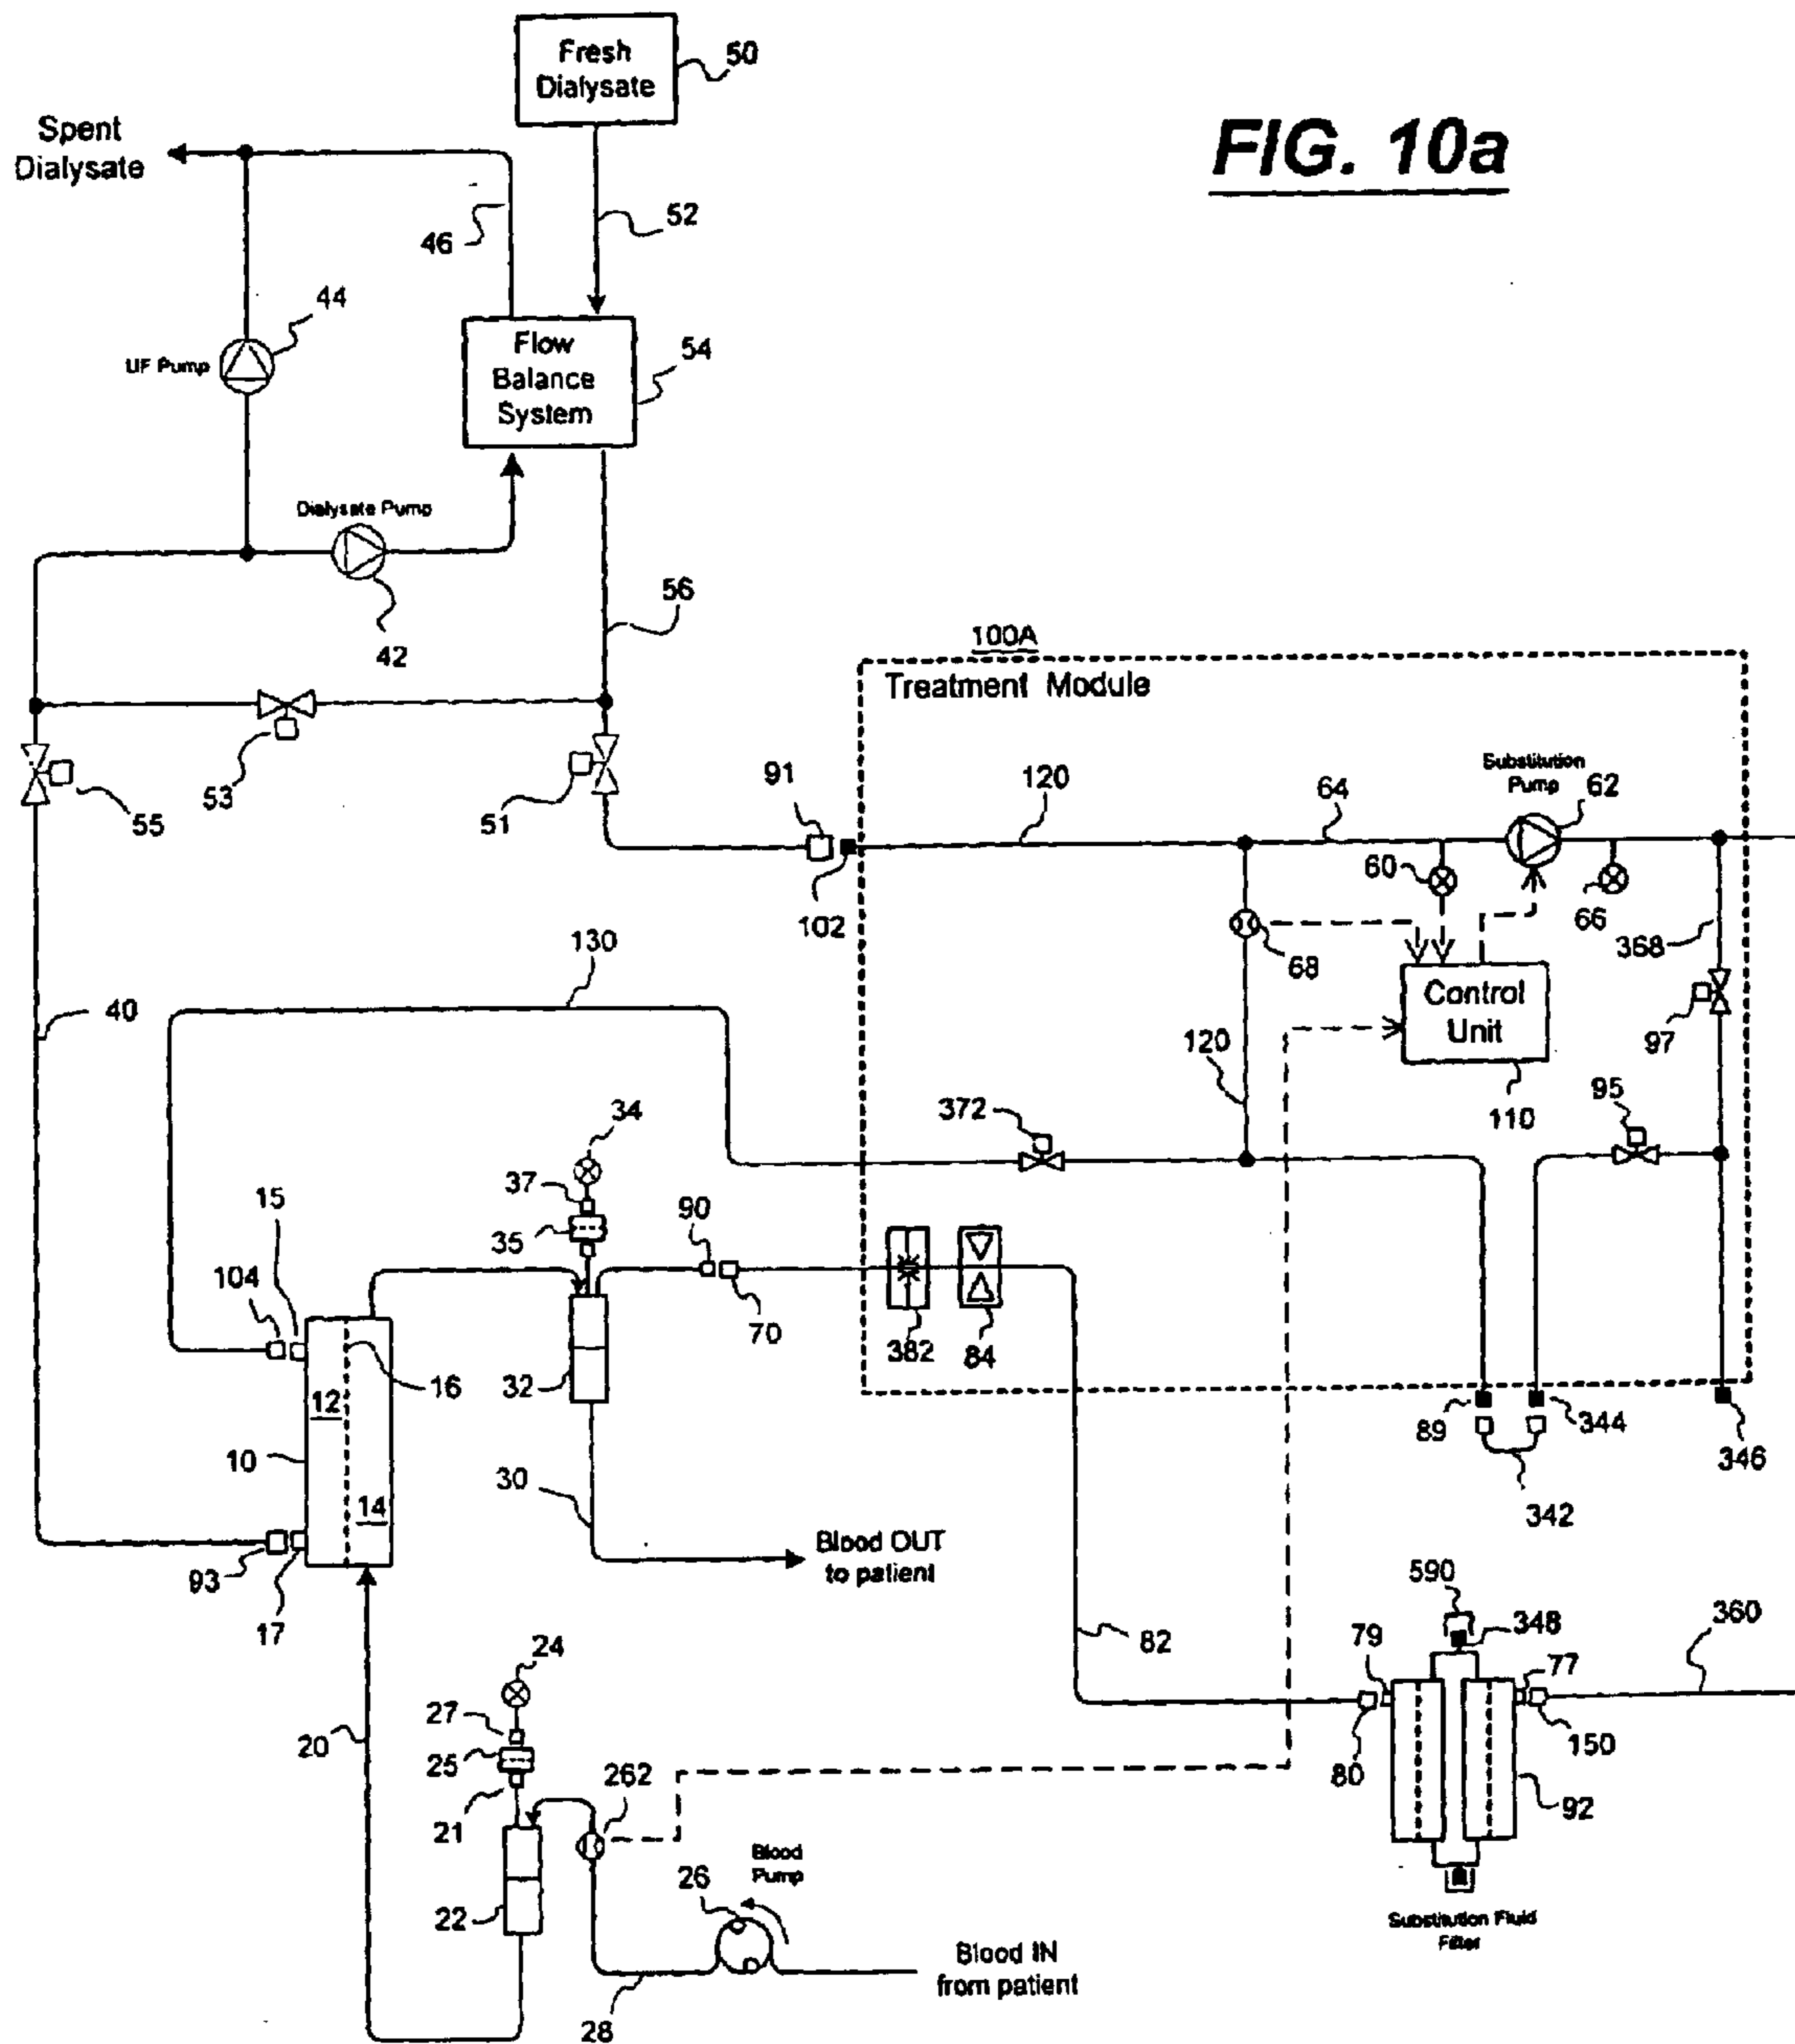 FIG. 10a
Fresh
Dialysate
50
Spent
Dialysate
46
52
44
UF Pump
Flow
Balance
System
54
Dialysate Pump
42
56
100A
Treatment Module
53
55
51
91
120
64
Substitution
Pump
62
60
66
102
68
368
130
40
Control
Unit
97
120
110
95
372
34
37
35
15
90
104
70
382
84
32
16
12
10
14
89
344
346
342
30
Blood OUT
to patient
93
17
590
348
360
79
77
82
80
150
92
24
27
25
21
20
262
22
26
Blood
Pump
Substitution Fluid
Filter
Blood IN
from patient
28